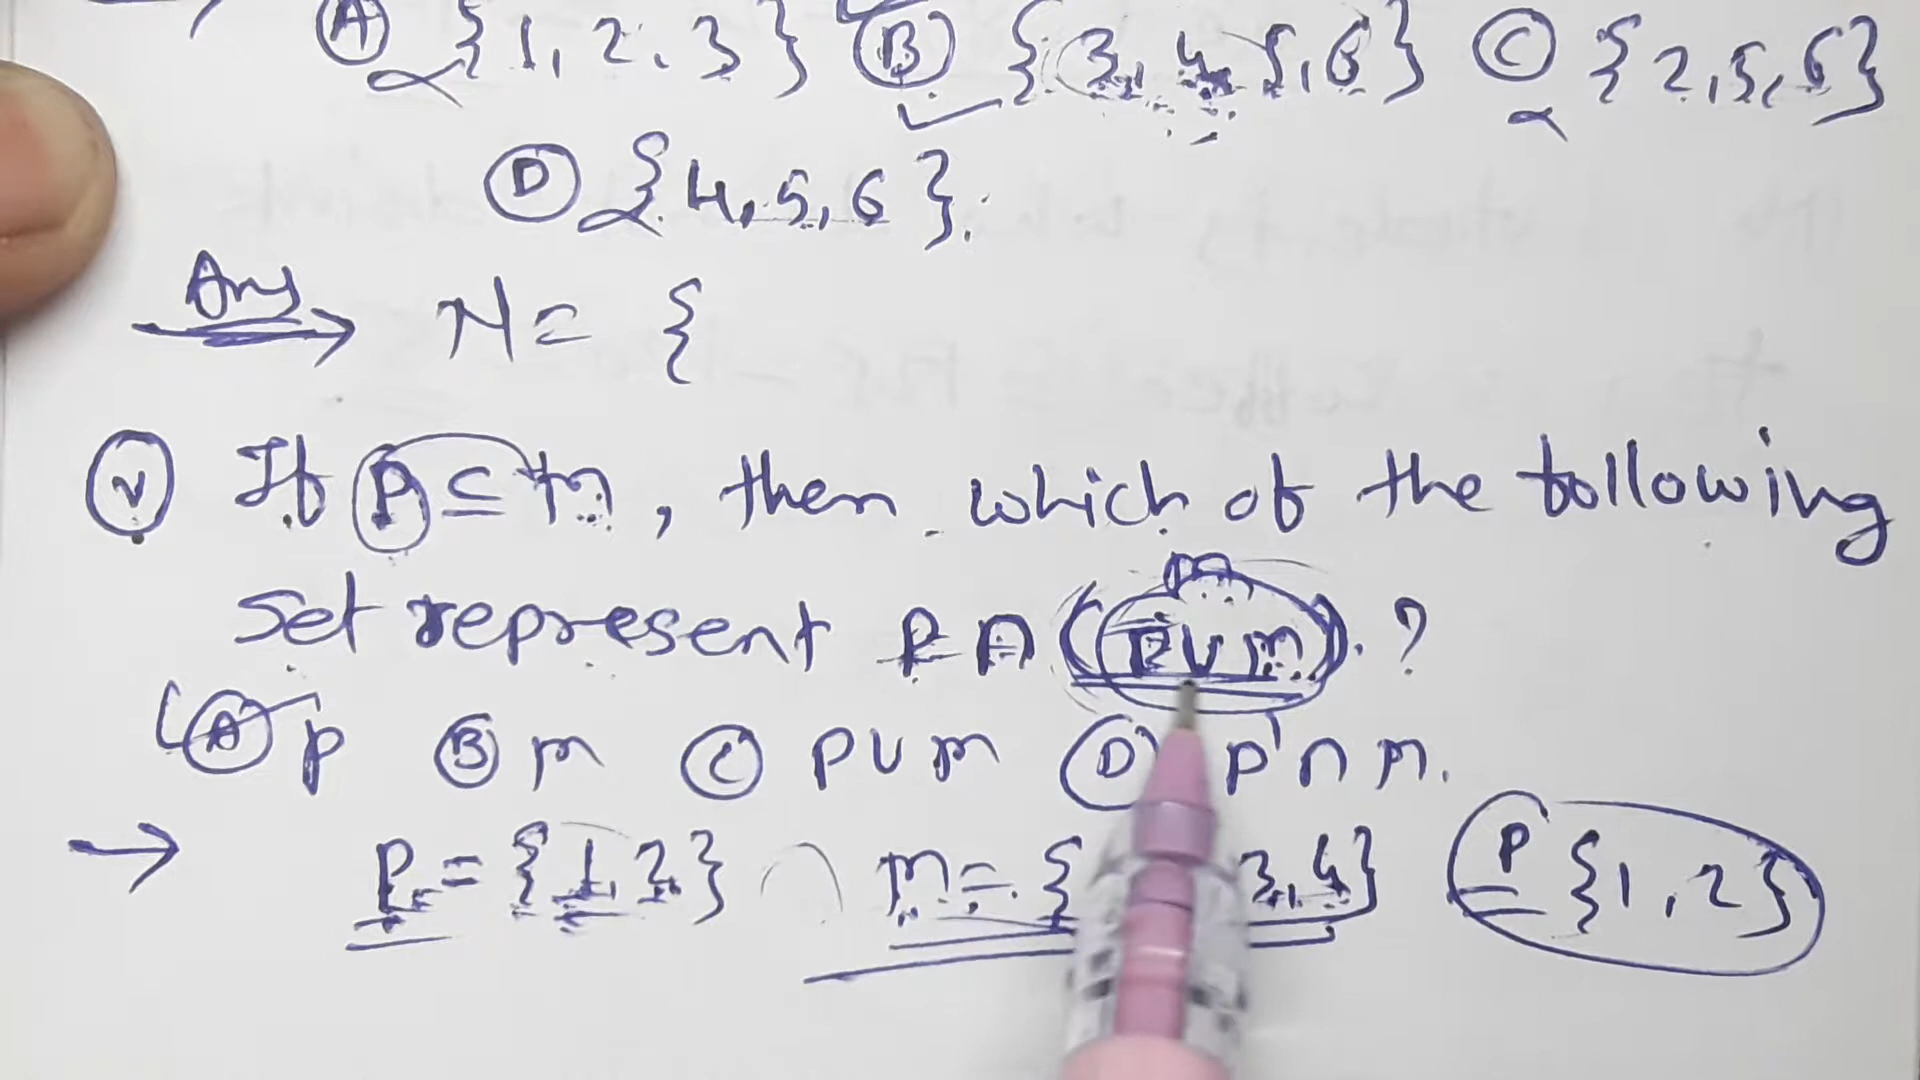 (A) {1, 2, 3} (B) {3, 4, 5, 6} (C) {2, 5, 6}
(D) {4, 5, 6}.
Ans → N = {
(v) If P ⊆ m, then which of the following
set represent P ∩ (P ∪ m).?
m
(A) P (B) m (C) P ∪ m (D) P' ∩ m.
→ P = {1, 2} ∩ m = { 3, 4} P {1, 2}